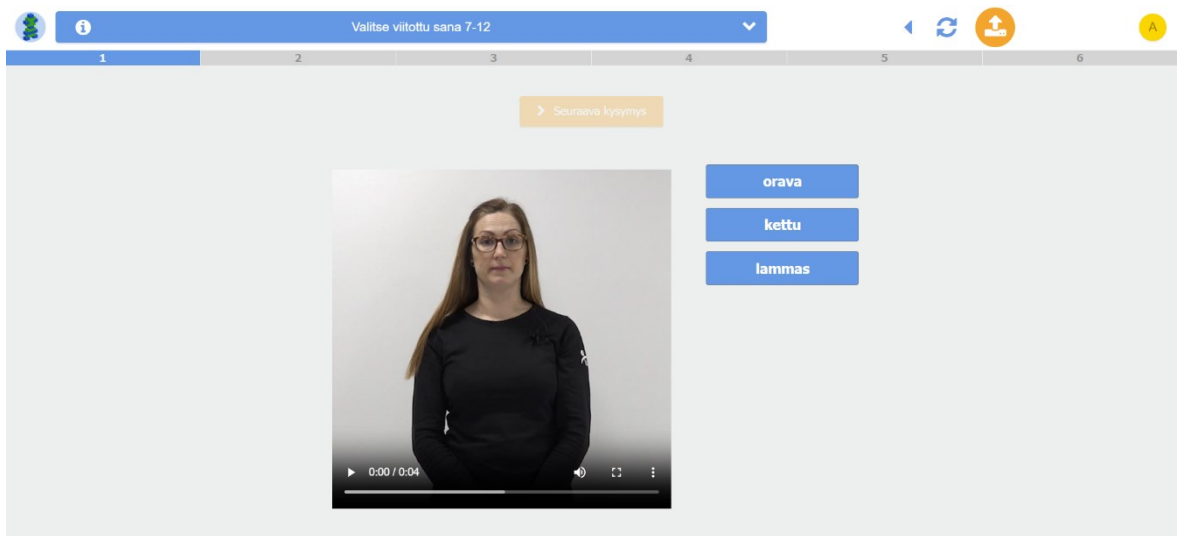 Valitse viitottu sana 7-12
A
1 2 3 4 5 6
Seuraava kysymys
orava
kettu
lammas
0:00 / 0:04